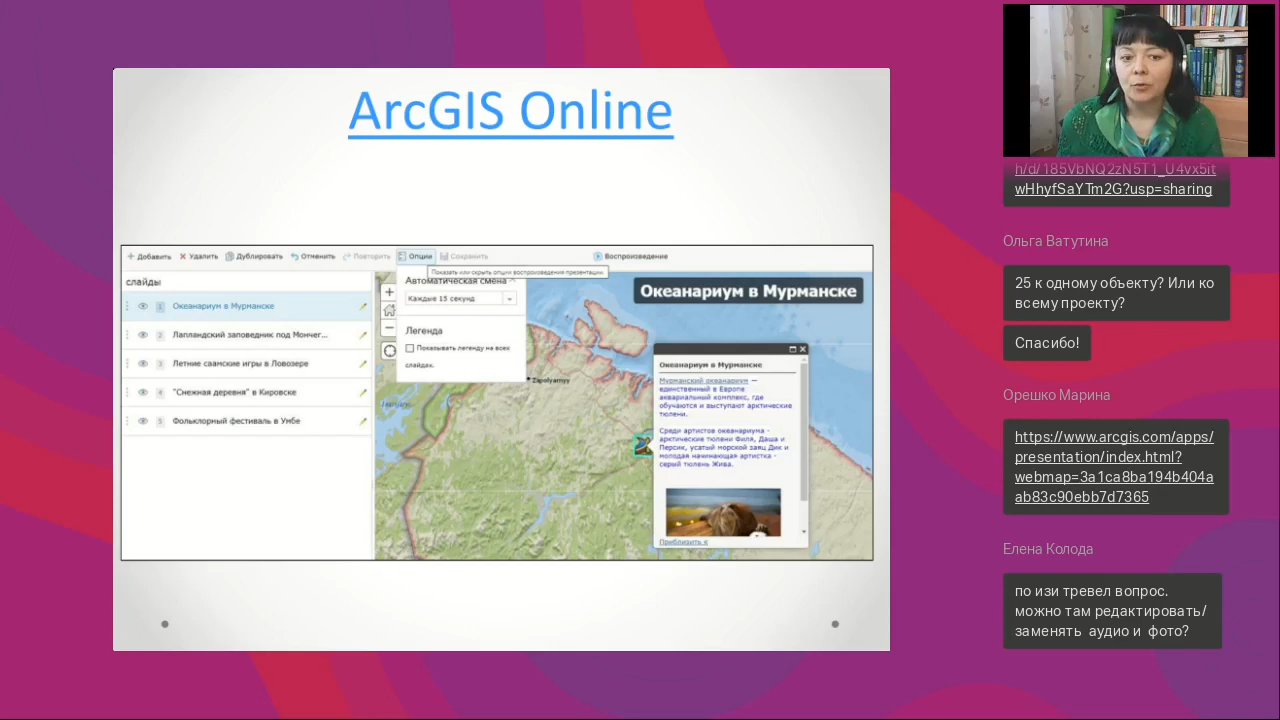 ArcGIS Online
Добавить Удалить Дублировать Отменить Повторить Опции Сохранить Воспроизведение
Показать или скрыть опции воспроизведения презентации.
слайды
1 Океанариум в Мурманске
2 Лапландский заповедник под Мончег...
3 Летние саамские игры в Ловозере
4 "Снежная деревня" в Кировске
5 Фольклорный фестиваль в Умбе
Автоматическая смена
Каждые 15 секунд
Легенда
Показывать легенду на всех
слайдах.
Zapolyarnyy
Океанариум в Мурманске
Океанариум в Мурманске
Мурманский океанариум —
единственный в Европе
аквариальный комплекс, где
обучаются и выступают арктические
тюлени.
Среди артистов океанариума -
арктические тюлени Филя, Даша и
Персик, усатый морской заяц Дик и
молодая начинающая артистка -
серый тюлень Жива.
Приблизить к
h/d/185VbNQ2zN5T1_U4vx5it
wHhyfSaYTm2G?usp=sharing
Ольга Ватутина
25 к одному объекту? Или ко
всему проекту?
Спасибо!
Орешко Марина
https://www.arcgis.com/apps/
presentation/index.html?
webmap=3a1ca8ba194b404a
ab83c90ebb7d7365
Елена Колода
по изи тревел вопрос.
можно там редактировать/
заменять аудио и фото?